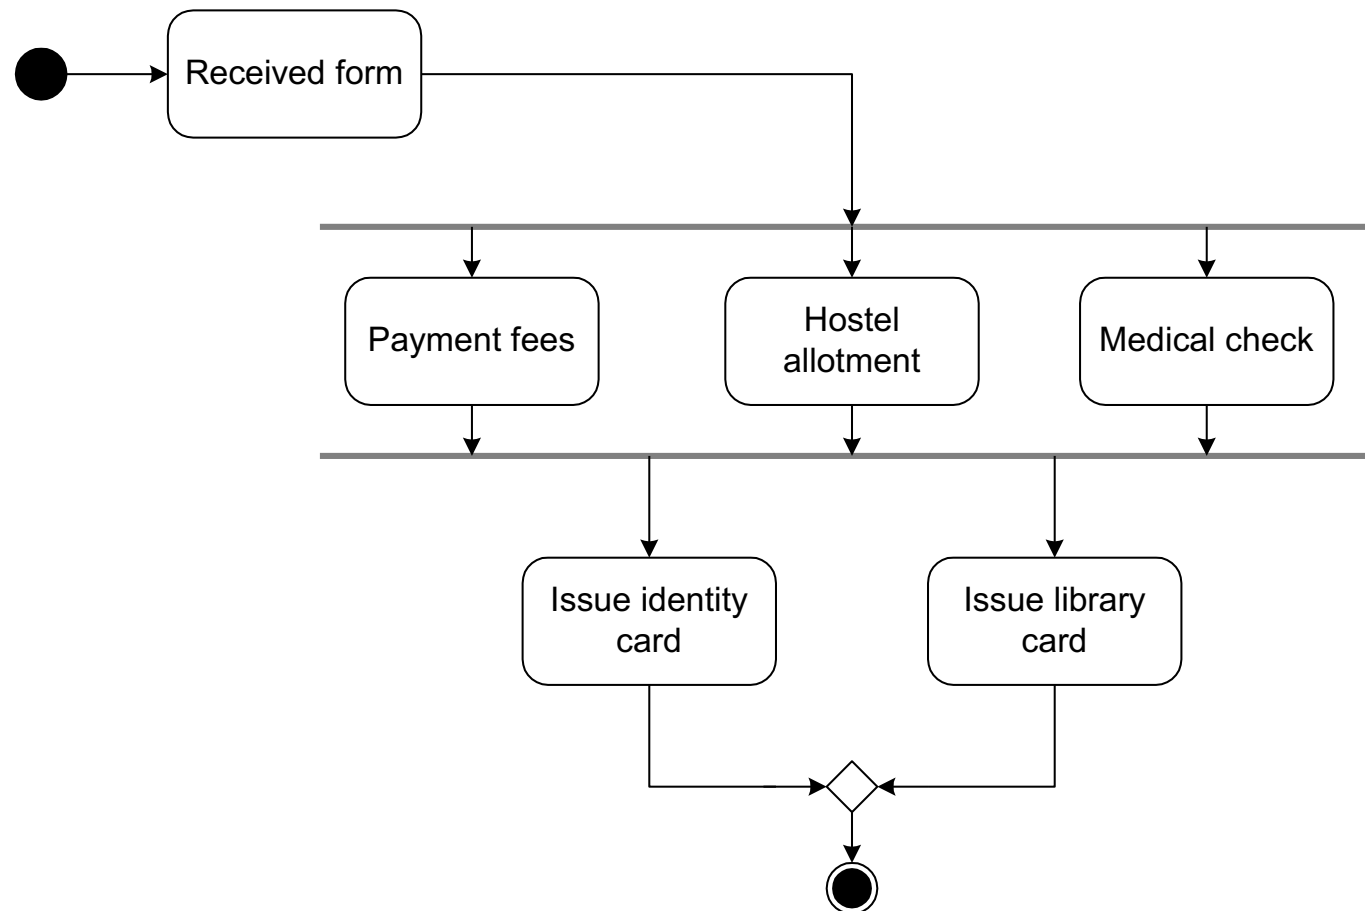 Received form
Payment fees
Hostel
allotment
Medical check
Issue identity
card
Issue library
card